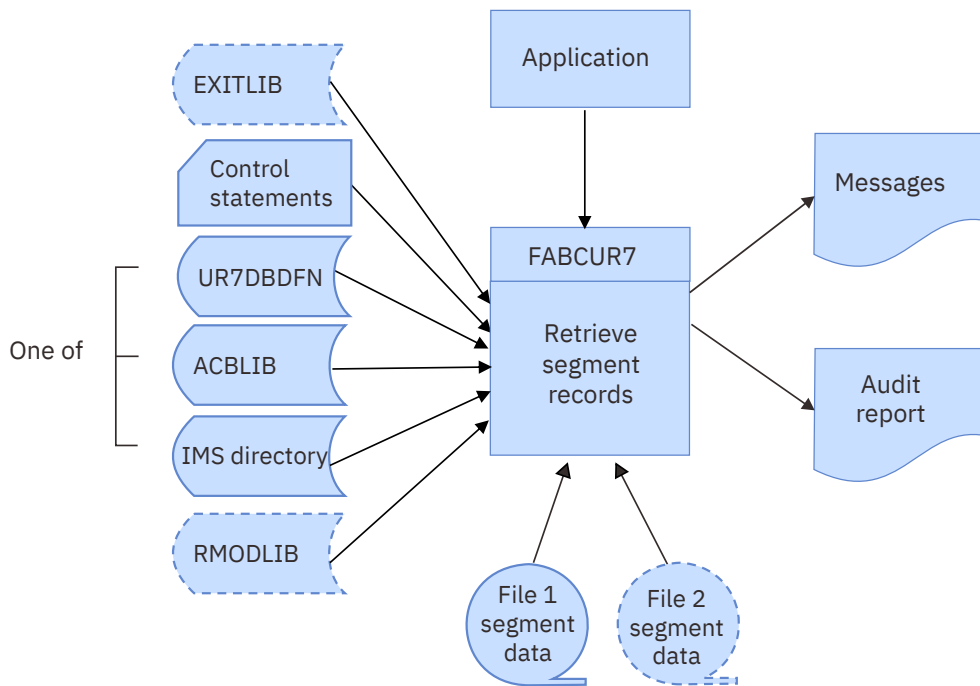 Application
EXITLIB
Control
statements
Messages
UR7DBDFN
FABCUR7
One of
ACBLIB
Retrieve
segment
records
Audit
report
IMS directory
RMODLIB
File 1
segment
data
File 2
segment
data